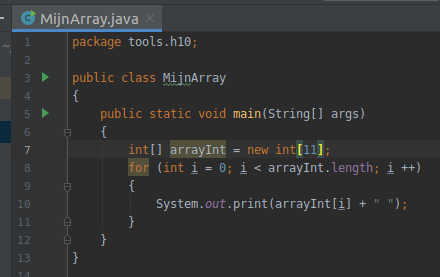 MijnArray.java
1 package tools.h10;
2
3 public class MijnArray
4 {
5 public static void main(String[] args)
6 {
7 int[] arrayInt = new int[11];
8 for (int i = 0; i < arrayInt.length; i ++)
9 {
10 System.out.print(arrayInt[i] + " ");
11 }
12 }
13 }
14